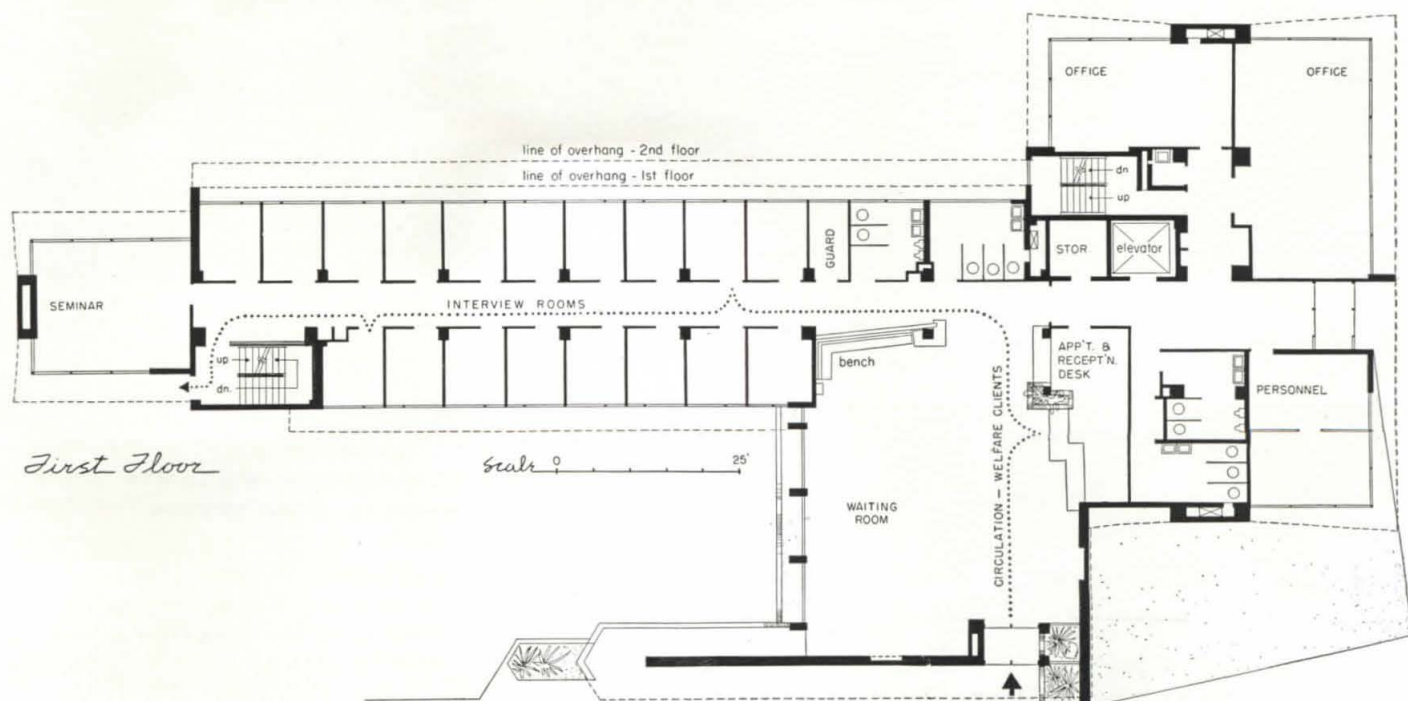 OFFICE
OFFICE
line of overhang - 2nd floor
line of overhang - 1st floor
dn
up
GUARD
STOR.
elevator
SEMINAR
INTERVIEW ROOMS
up
dn.
bench
APP'T. &
RECEPT'N.
DESK
PERSONNEL
First Floor
Scale 0 25'
WAITING
ROOM
CIRCULATION — WELFARE CLIENTS